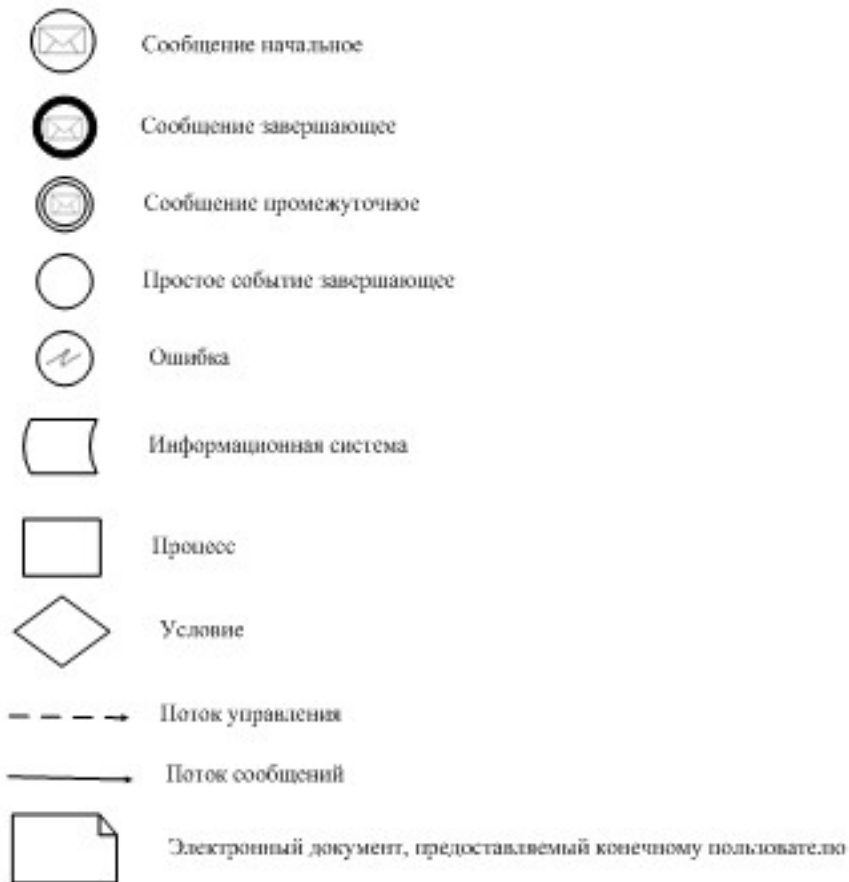 Сообщение начальное
Сообщение завершающее
Сообщение промежуточное
Простое событие завершающее
Ошибка
Информационная система
Процесс
Условие
Поток управления
Поток сообщений
Электронный документ, предоставляемый конечному пользователю